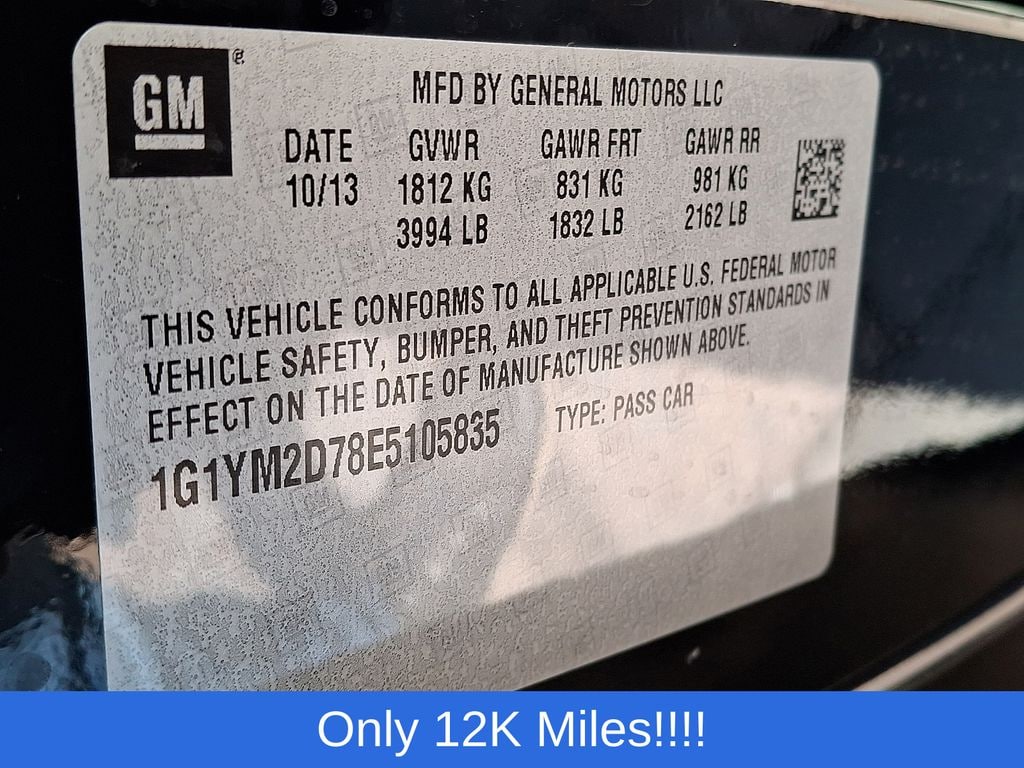 GM
MFD BY GENERAL MOTORS LLC
DATE GVWR GAWR FRT GAWR RR
10/13 1812 KG 831 KG 981 KG
3994 LB 1832 LB 2162 LB
THIS VEHICLE CONFORMS TO ALL APPLICABLE U.S. FEDERAL MOTOR
VEHICLE SAFETY, BUMPER, AND THEFT PREVENTION STANDARDS IN
EFFECT ON THE DATE OF MANUFACTURE SHOWN ABOVE.
1G1YM2D78E5105835 TYPE: PASS CAR
Only 12K Miles!!!!